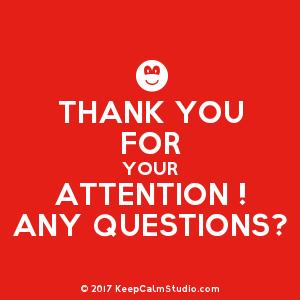 THANK YOU
FOR
YOUR
ATTENTION !
ANY QUESTIONS?
© 2017 KeepCalmStudio.com